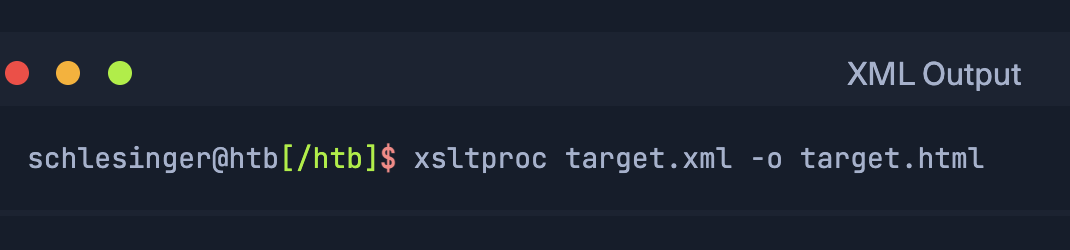 XML Output
schlesinger@htb[/htb]$ xsltproc target.xml -o target.html